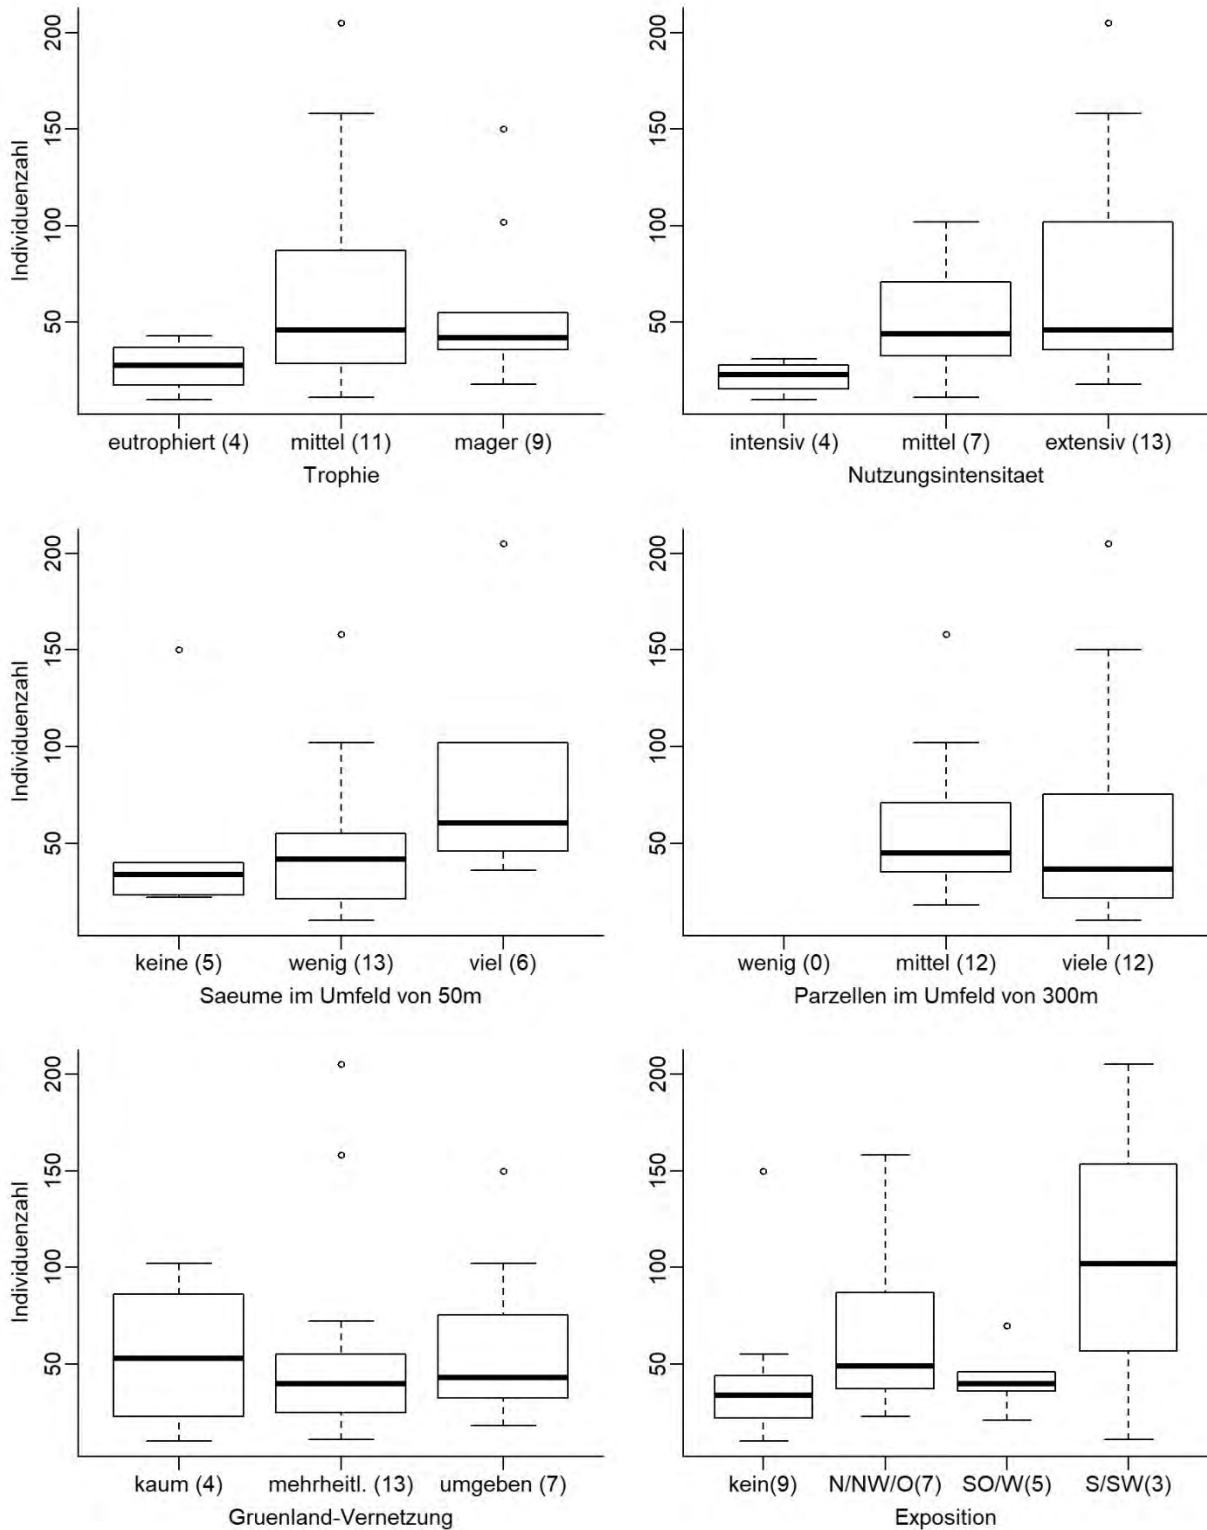 Individuenzahl
200
150
100
50
eutrophiert (4) mittel (11) mager (9)
Trophie
200
150
100
50
intensiv (4) mittel (7) extensiv (13)
Nutzungsintensitaet
Individuenzahl
200
150
100
50
keine (5) wenig (13) viel (6)
Saeume im Umfeld von 50m
200
150
100
50
wenig (0) mittel (12) viele (12)
Parzellen im Umfeld von 300m
Individuenzahl
200
150
100
50
kaum (4) mehrheitl. (13) umgeben (7)
Gruenland-Vernetzung
200
150
100
50
kein(9) N/NW/O(7) SO/W(5) S/SW(3)
Exposition